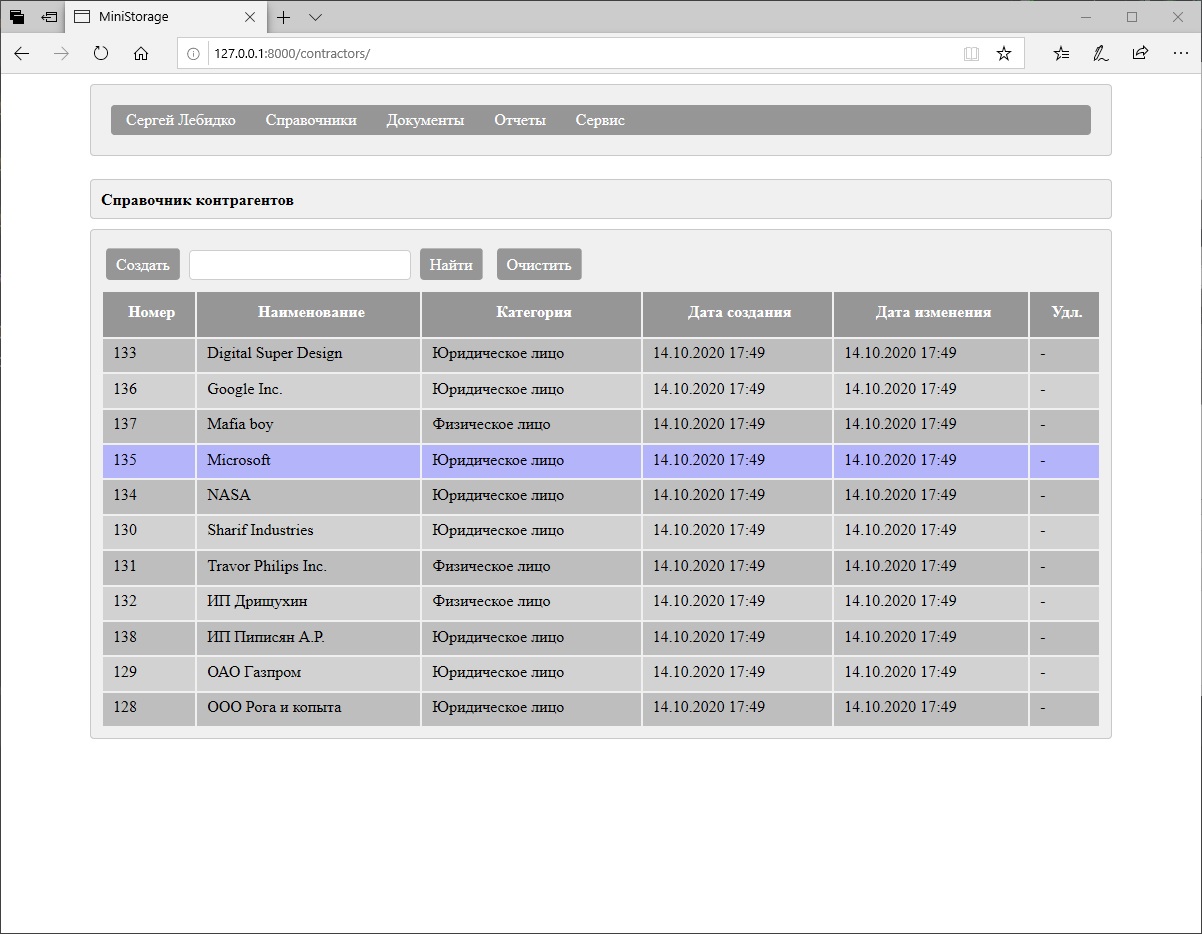 MiniStorage
127.0.0.1:8000/contractors/
Сергей Лебидко Справочники Документы Отчеты Сервис
Справочник контрагентов
Создать Найти Очистить
Номер Наименование Категория Дата создания Дата изменения Удл.
133 Digital Super Design Юридическое лицо 14.10.2020 17:49 14.10.2020 17:49 -
136 Google Inc. Юридическое лицо 14.10.2020 17:49 14.10.2020 17:49 -
137 Mafia boy Физическое лицо 14.10.2020 17:49 14.10.2020 17:49 -
135 Microsoft Юридическое лицо 14.10.2020 17:49 14.10.2020 17:49 -
134 NASA Юридическое лицо 14.10.2020 17:49 14.10.2020 17:49 -
130 Sharif Industries Юридическое лицо 14.10.2020 17:49 14.10.2020 17:49 -
131 Travor Philips Inc. Физическое лицо 14.10.2020 17:49 14.10.2020 17:49 -
132 ИП Дрищухин Физическое лицо 14.10.2020 17:49 14.10.2020 17:49 -
138 ИП Пиписян А.Р. Юридическое лицо 14.10.2020 17:49 14.10.2020 17:49 -
129 ОАО Газпром Юридическое лицо 14.10.2020 17:49 14.10.2020 17:49 -
128 ООО Рога и копыта Юридическое лицо 14.10.2020 17:49 14.10.2020 17:49 -